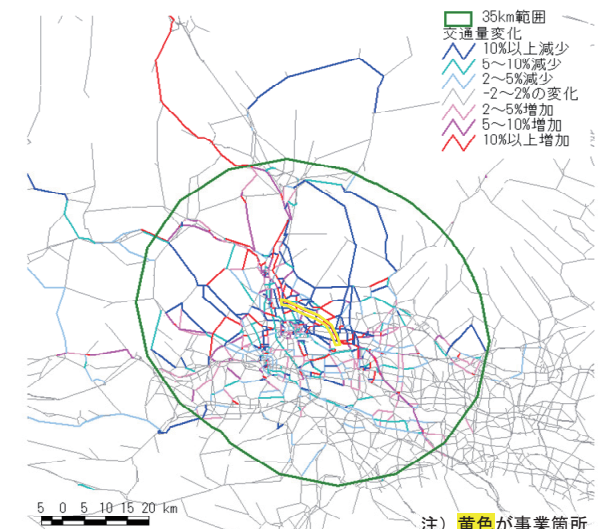 35km範囲
交通量変化
10%以上減少
5～10%減少
2～5%減少
-2～2%の変化
2～5%増加
5～10%増加
10%以上増加
5 0 5 10 15 20 km
注）黄色が事業箇所